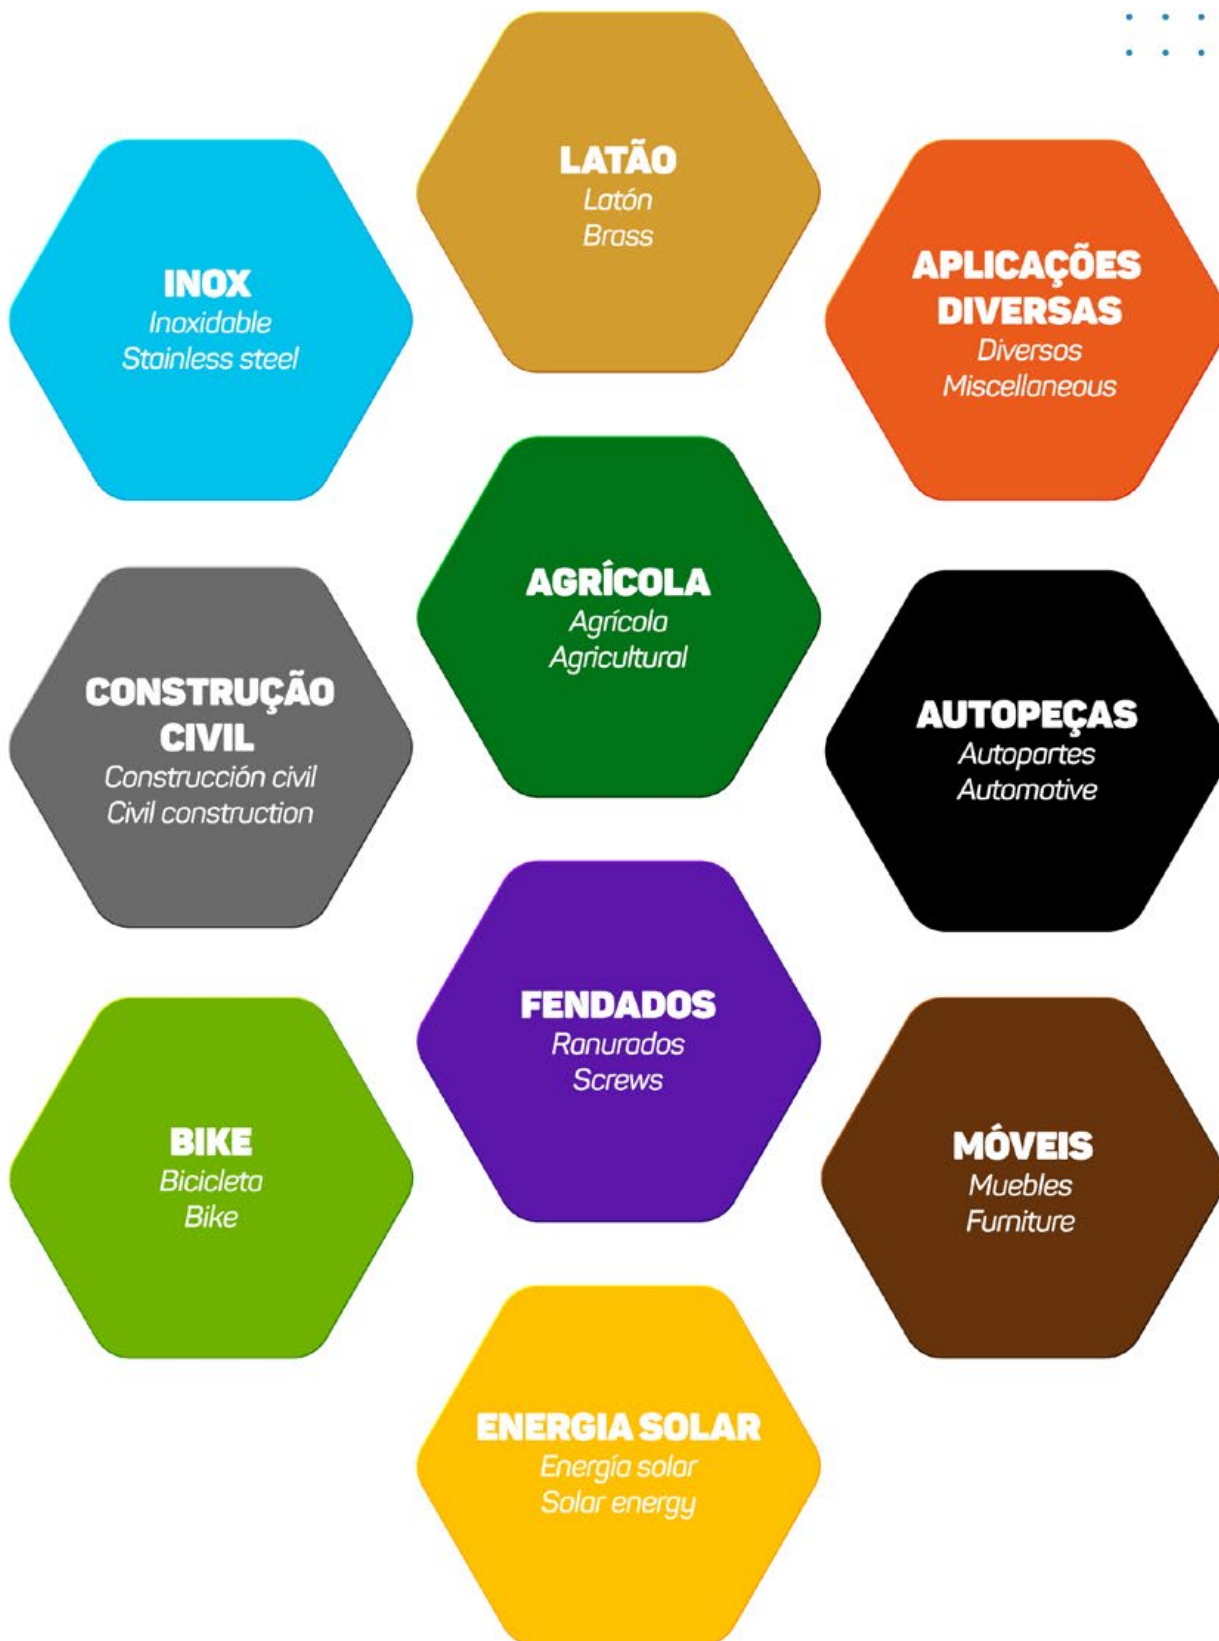 LATÃO
Latón
Brass
INOX
Inoxidable
Stainless steel
APLICAÇÕES
DIVERSAS
Diversos
Miscellaneous
AGRÍCOLA
Agrícola
Agricultural
CONSTRUÇÃO
CIVIL
Construcción civil
Civil construction
AUTOPEÇAS
Autopartes
Automotive
FENDADOS
Ranurados
Screws
BIKE
Bicicleta
Bike
MÓVEIS
Muebles
Furniture
ENERGIA SOLAR
Energía solar
Solar energy